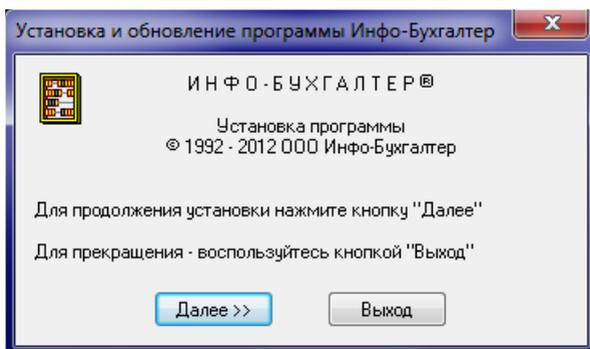 Установка и обновление программы Инфо-Бухгалтер
ИНФО-БУХГАЛТЕР®
Установка программы
© 1992 - 2012 ООО Инфо-Бухгалтер
Для продолжения установки нажмите кнопку "Далее"
Для прекращения - воспользуйтесь кнопкой "Выход"
Далее >>
Выход